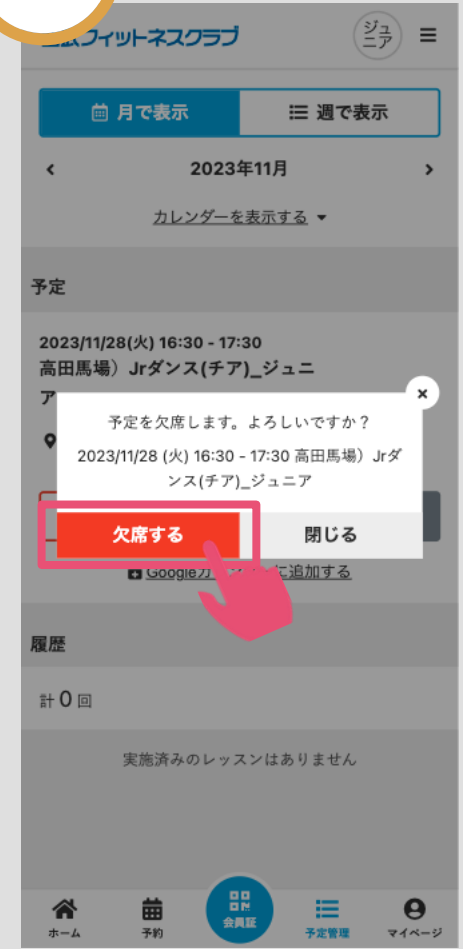 フィットネスクラブ
ジュ
ニア
月で表示
週で表示
2023年11月
カレンダーを表示する
予定
2023/11/28(火) 16:30 - 17:30
高田馬場）Jrダンス(チア)_ジュニ
ア
予定を欠席します。よろしいですか？
2023/11/28 (火) 16:30 - 17:30 高田馬場）Jrダ
ンス(チア)_ジュニア
欠席する
閉じる
Googleカ
に追加する
履歴
計0回
実施済みのレッスンはありません
ホーム
予約
会員証
予定管理
マイページ